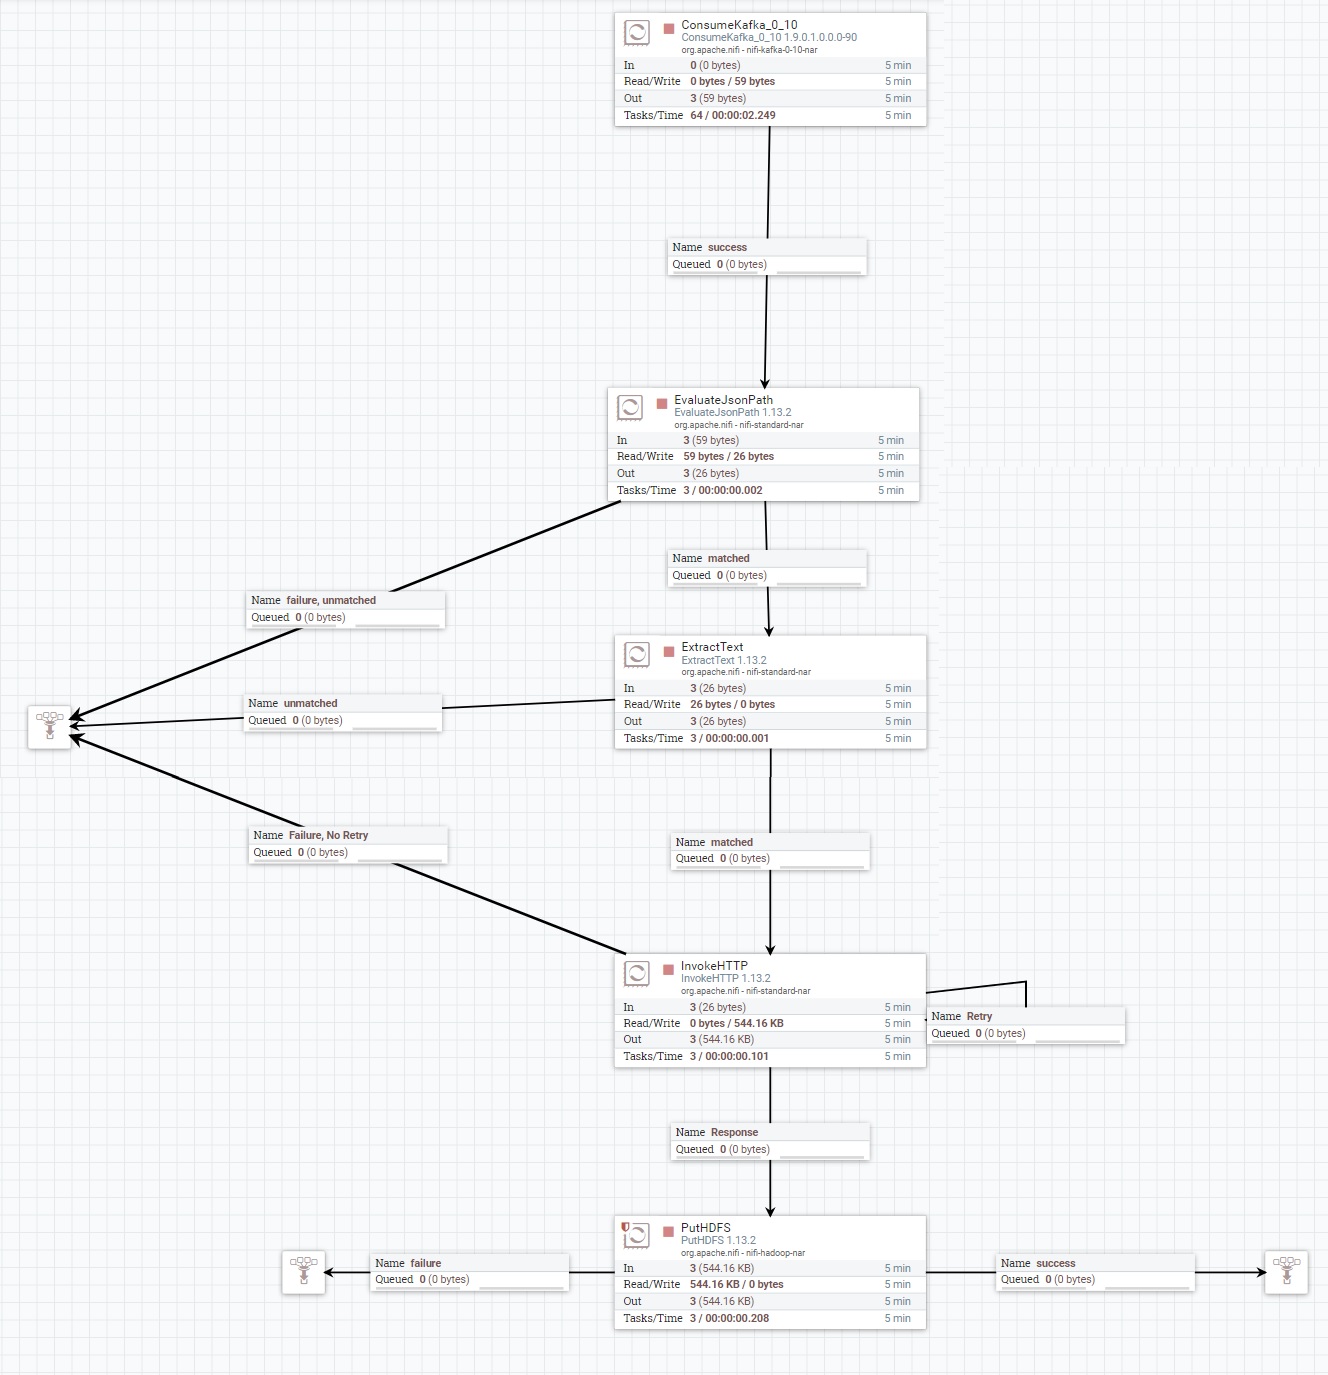 ConsumeKafka_0_10
ConsumeKafka_0_10 1.9.0.1.0.0.0-90
org.apache.nifi - nifi-kafka-0-10-nar
In 0 (0 bytes) 5 min
Read/Write 0 bytes / 59 bytes 5 min
Out 3 (59 bytes) 5 min
Tasks/Time 64 / 00:00:02.249 5 min
Name success
Queued 0 (0 bytes)
EvaluateJsonPath
EvaluateJsonPath 1.13.2
org.apache.nifi - nifi-standard-nar
In 3 (59 bytes) 5 min
Read/Write 59 bytes / 26 bytes 5 min
Out 3 (26 bytes) 5 min
Tasks/Time 3 / 00:00:00.002 5 min
Name matched
Queued 0 (0 bytes)
Name failure, unmatched
Queued 0 (0 bytes)
ExtractText
ExtractText 1.13.2
org.apache.nifi - nifi-standard-nar
In 3 (26 bytes) 5 min
Read/Write 26 bytes / 0 bytes 5 min
Out 3 (26 bytes) 5 min
Tasks/Time 3 / 00:00:00.001 5 min
Name unmatched
Queued 0 (0 bytes)
Name Failure, No Retry
Queued 0 (0 bytes)
Name matched
Queued 0 (0 bytes)
InvokeHTTP
InvokeHTTP 1.13.2
org.apache.nifi - nifi-standard-nar
In 3 (26 bytes) 5 min
Read/Write 0 bytes / 544.16 KB 5 min
Out 3 (544.16 KB) 5 min
Tasks/Time 3 / 00:00:00.101 5 min
Name Retry
Queued 0 (0 bytes)
Name Response
Queued 0 (0 bytes)
PutHDFS
PutHDFS 1.13.2
org.apache.nifi - nifi-hadoop-nar
In 3 (544.16 KB) 5 min
Read/Write 544.16 KB / 0 bytes 5 min
Out 3 (544.16 KB) 5 min
Tasks/Time 3 / 00:00:00.208 5 min
Name failure
Queued 0 (0 bytes)
Name success
Queued 0 (0 bytes)